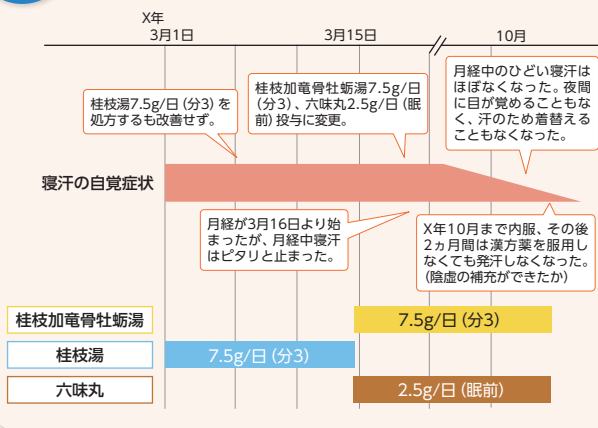 X年
3月1日
3月15日
10月
桂枝湯7.5g/日（分3）を
処方するも改善せず。
桂枝加竜骨牡蛎湯7.5g/日
（分3）、六味丸2.5g/日（眠
前）投与に変更。
月経中のひどい寝汗は
ほぼなくなった。夜間
に目が覚めることもな
く、汗のため着替える
こともなくなった。
寝汗の自覚症状
月経が3月16日より始
まったが、月経中寝汗
はピタリと止まった。
X年10月まで内服、その後
2ヵ月間は漢方薬を服用し
なくても発汗しなくなった。
（陰虚の補充ができたか）
桂枝加竜骨牡蛎湯
7.5g/日（分3）
桂枝湯
7.5g/日（分3）
六味丸
2.5g/日（眠前）